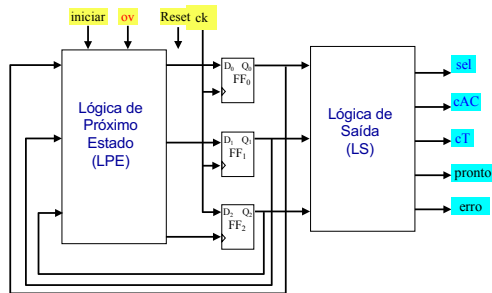 iniciar ov Reset ck
Lógica de
Próximo
Estado
(LPE)
D0 Q0
FF0
D1 Q1
FF1
D2 Q2
FF2
Lógica de
Saída
(LS)
sel
cAC
cT
pronto
erro